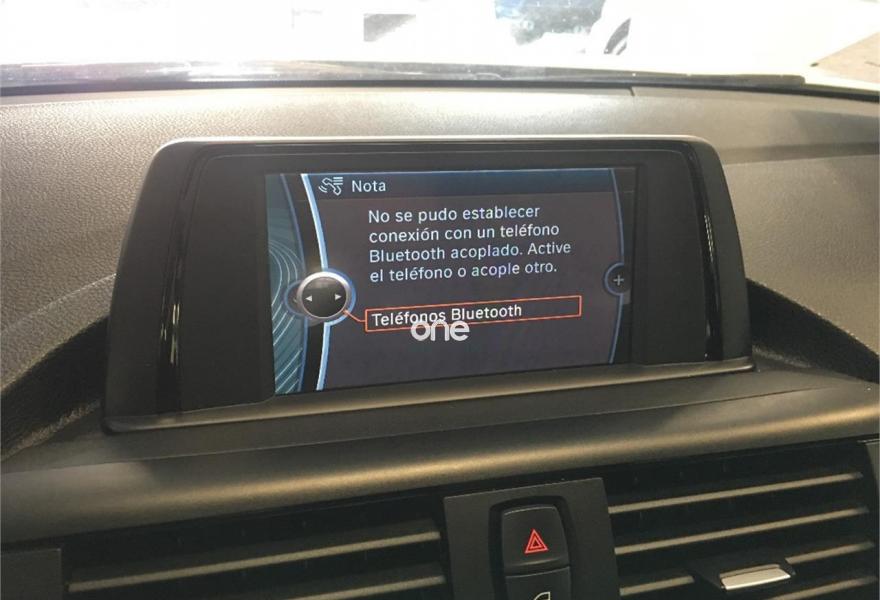 Nota
No se pudo establecer
conexión con un teléfono
Bluetooth acoplado. Active
el teléfono o acople otro.
Teléfonos Bluetooth
one